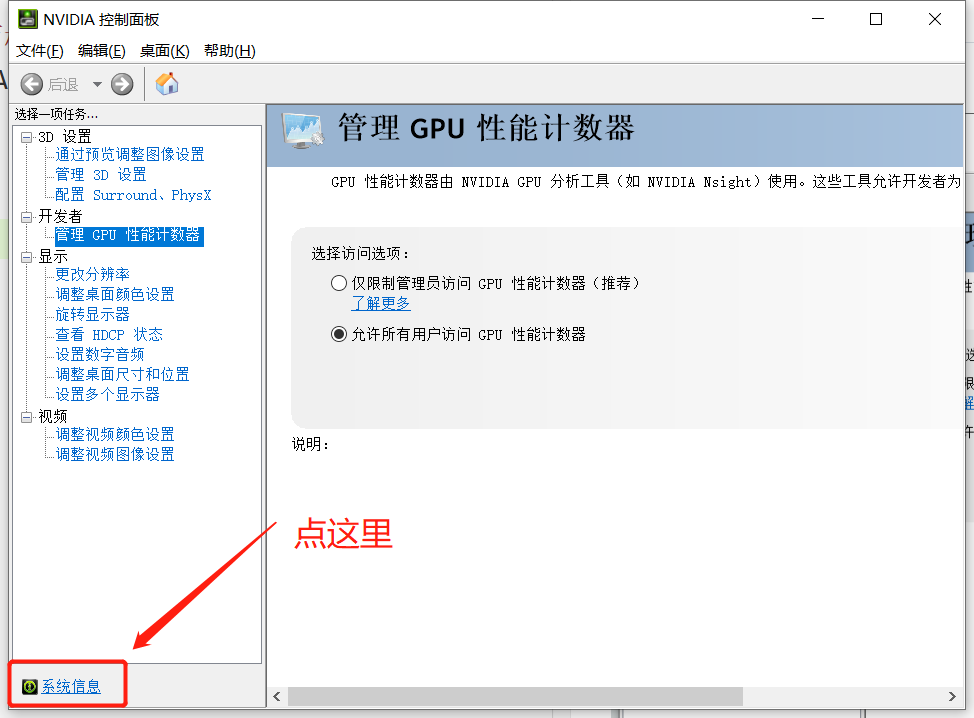 NVIDIA 控制面板
文件(F) 编辑(E) 桌面(K) 帮助(H)
后退
选择一项任务...
3D 设置
通过预览调整图像设置
管理 3D 设置
配置 Surround、PhysX
开发者
管理 GPU 性能计数器
显示
更改分辨率
调整桌面颜色设置
旋转显示器
查看 HDCP 状态
设置数字音频
调整桌面尺寸和位置
设置多个显示器
视频
调整视频颜色设置
调整视频图像设置
系统信息
管理 GPU 性能计数器
GPU 性能计数器由 NVIDIA GPU 分析工具（如 NVIDIA Nsight）使用。这些工具允许开发者为
选择访问选项：
仅限制管理员访问 GPU 性能计数器（推荐）
了解更多
允许所有用户访问 GPU 性能计数器
说明：
点这里